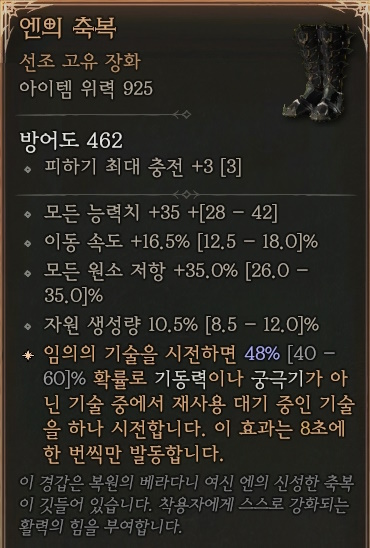 엔의 축복
선조 고유 장화
아이템 위력 925
방어도 462
피하기 최대 충전 +3 [3]
모든 능력치 +35 +[28 – 42]
이동 속도 +16.5% [12.5 – 18.0]%
모든 원소 저항 +35.0% [26.0 –
35.0]%
자원 생성량 10.5% [8.5 – 12.0]%
임의의 기술을 시전하면 48% [40 –
60]% 확률로 기동력이나 궁극기가 아
닌 기술 중에서 재사용 대기 중인 기술
을 하나 시전합니다. 이 효과는 8초에
한 번씩만 발동합니다.
이 경갑은 복원의 베라다니 여신 엔의 신성한 축복
이 깃들어 있습니다. 착용자에게 스스로 강화되는
활력의 힘을 부여합니다.